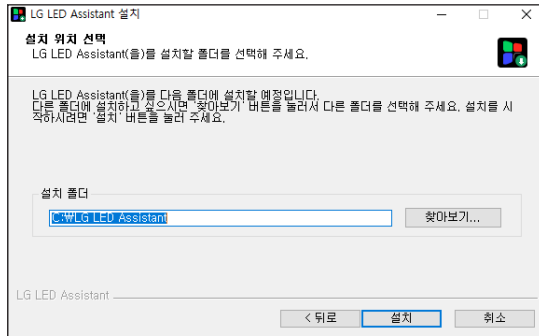 LG LED Assistant 설치
설치 위치 선택
LG LED Assistant(을)를 설치할 폴더를 선택해 주세요.
LG LED Assistant(을)를 다음 폴더에 설치할 예정입니다.
다른 폴더에 설치하고 싶으시면 '찾아보기' 버튼을 눌러서 다른 폴더를 선택해 주세요. 설치를 시
작하시려면 '설치' 버튼을 눌러 주세요.
설치 폴더
C:₩LG LED Assistant
찾아보기...
LG LED Assistant
< 뒤로
설치
취소